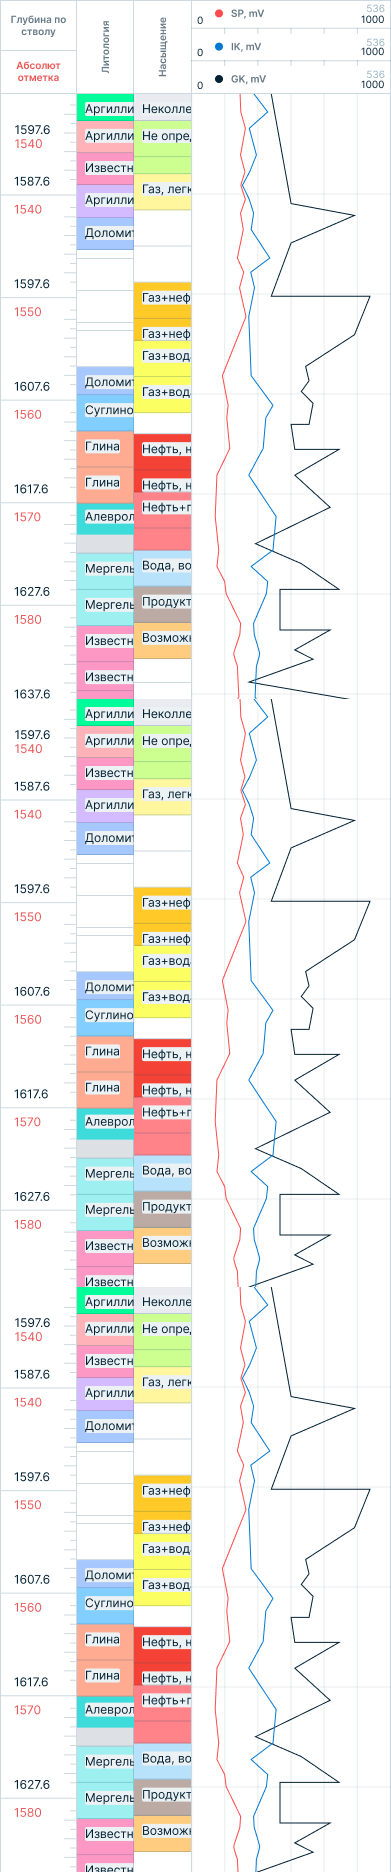 Глубина по
стволу
Абсолют
отметка
Литология
Насыщение
SP, mV
536
0
1000
IK, mV
536
0
1000
GK, mV
536
0
1000
Аргилли
Неколле
1597.6
Аргилли
Не опре
1540
Известн
1587.6
Газ, легк
Аргилли
1540
Доломит
1597.6
Газ+неф
1550
Газ+неф
Газ+вод
1607.6
Доломит
Газ+вод
1560
Суглино
Глина
Нефть, н
1617.6
Глина
Нефть, н
Нефть+г
1570
Алеврол
Мергель
Вода, во
1627.6
Мергель
Продукт
1580
Известн
Возможн
Известн
1637.6
Аргилли
Неколле
1597.6
Аргилли
Не опре
1540
Известн
1587.6
Газ, легк
Аргилли
1540
Доломит
1597.6
Газ+неф
1550
Газ+неф
Газ+вод
1607.6
Доломит
Газ+вод
1560
Суглино
Глина
Нефть, н
1617.6
Глина
Нефть, н
Нефть+г
1570
Алеврол
Мергель
Вода, во
1627.6
Мергель
Продукт
1580
Известн
Возможн
Известн
Аргилли
Неколле
1597.6
Аргилли
Не опре
1540
Известн
1587.6
Газ, легк
Аргилли
1540
Доломит
1597.6
Газ+неф
1550
Газ+неф
Газ+вод
1607.6
Доломит
Газ+вод
1560
Суглино
Глина
Нефть, н
1617.6
Глина
Нефть, н
Нефть+г
1570
Алеврол
Мергель
Вода, во
1627.6
Мергель
Продукт
1580
Известн
Возможн
Известн